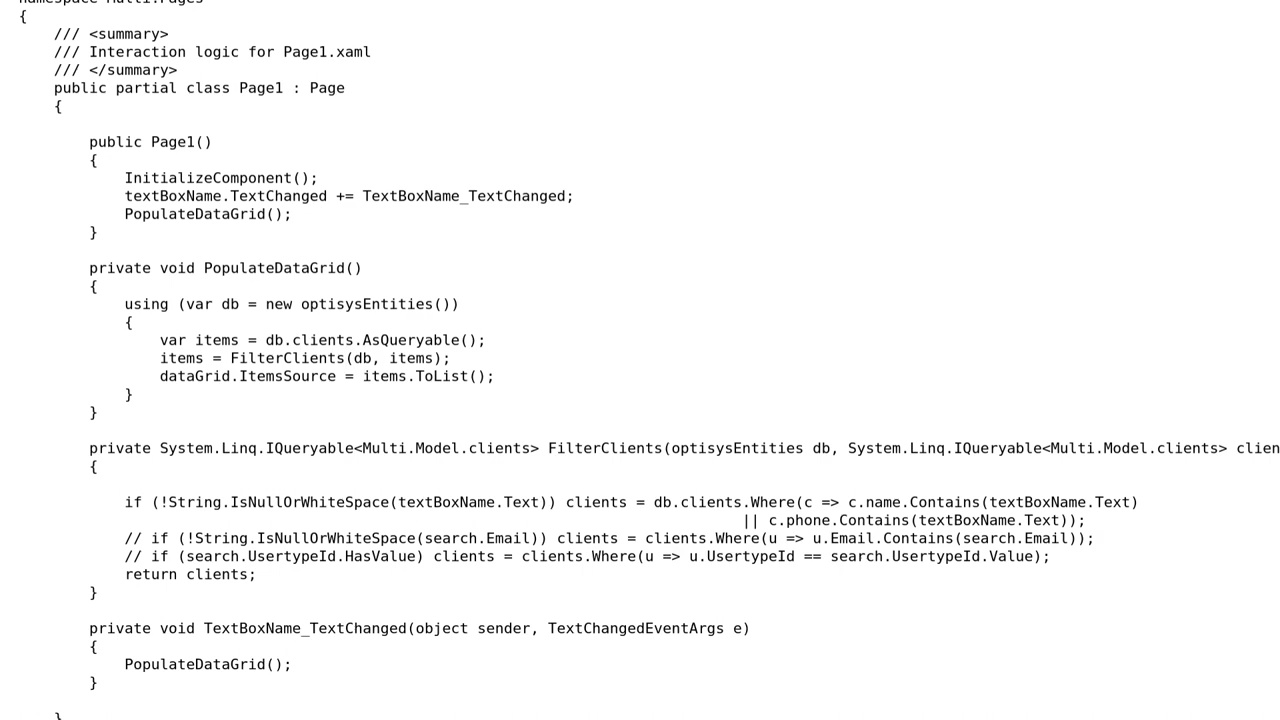 namespace Multi.Pages
{
/// <summary>
/// Interaction logic for Page1.xaml
/// </summary>
public partial class Page1 : Page
{
public Page1()
{
InitializeComponent();
textBoxName.TextChanged += TextBoxName_TextChanged;
PopulateDataGrid();
}
private void PopulateDataGrid()
{
using (var db = new optisysEntities())
{
var items = db.clients.AsQueryable();
items = FilterClients(db, items);
dataGrid.ItemsSource = items.ToList();
}
}
private System.Linq.IQueryable<Multi.Model.clients> FilterClients(optisysEntities db, System.Linq.IQueryable<Multi.Model.clients> clien
{
if (!String.IsNullOrWhiteSpace(textBoxName.Text)) clients = db.clients.Where(c => c.name.Contains(textBoxName.Text)
|| c.phone.Contains(textBoxName.Text));
// if (!String.IsNullOrWhiteSpace(search.Email)) clients = clients.Where(u => u.Email.Contains(search.Email));
// if (search.UsertypeId.HasValue) clients = clients.Where(u => u.UsertypeId == search.UsertypeId.Value);
return clients;
}
private void TextBoxName_TextChanged(object sender, TextChangedEventArgs e)
{
PopulateDataGrid();
}
}